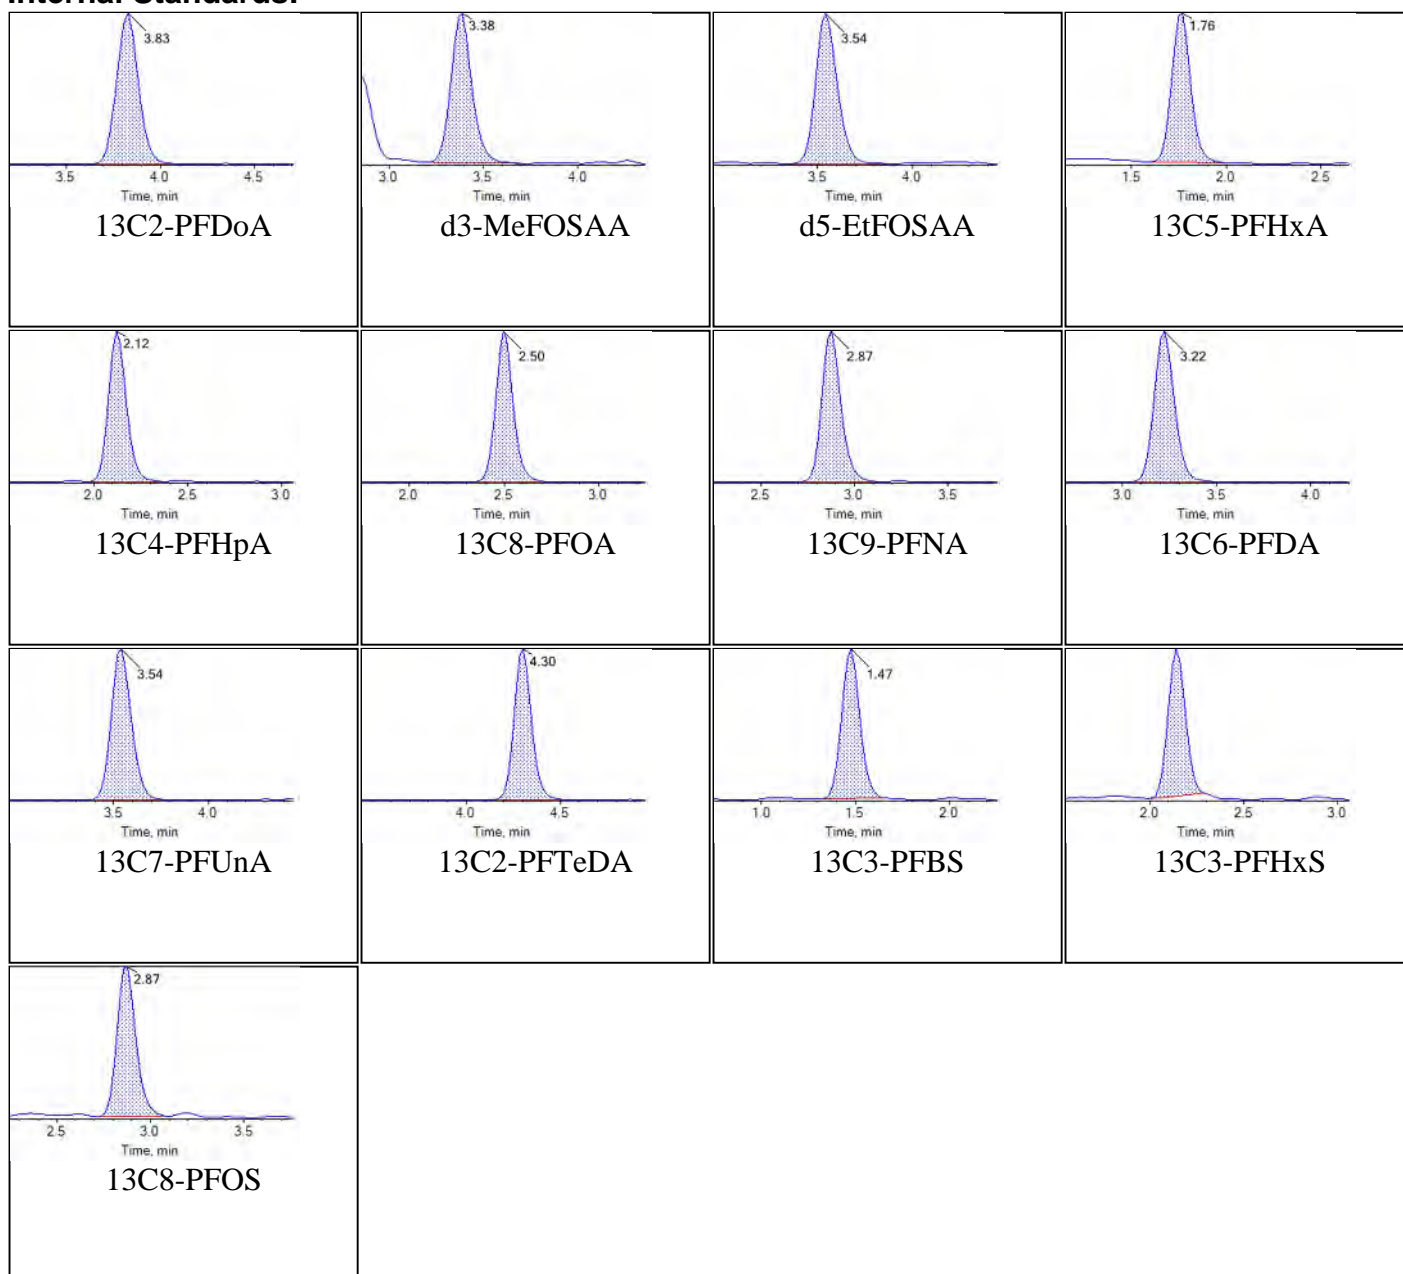 Internal Standards:
3.83
3.5 4.0 4.5
Time, min
13C2-PFDoA
3.38
3.0 3.5 4.0
Time, min
d3-MeFOSAA
3.54
3.5 4.0
Time, min
d5-EtFOSAA
1.76
1.5 2.0 2.5
Time, min
13C5-PFHxA
2.12
2.0 2.5 3.0
Time, min
13C4-PFHpA
2.50
2.0 2.5 3.0
Time, min
13C8-PFOA
2.87
2.5 3.0 3.5
Time, min
13C9-PFNA
3.22
3.0 3.5 4.0
Time, min
13C6-PFDA
3.54
3.5 4.0
Time, min
13C7-PFUnA
4.30
4.0 4.5
Time, min
13C2-PFTeDA
1.47
1.0 1.5 2.0
Time, min
13C3-PFBS
2.0 2.5 3.0
Time, min
13C3-PFHxS
2.87
2.5 3.0 3.5
Time, min
13C8-PFOS